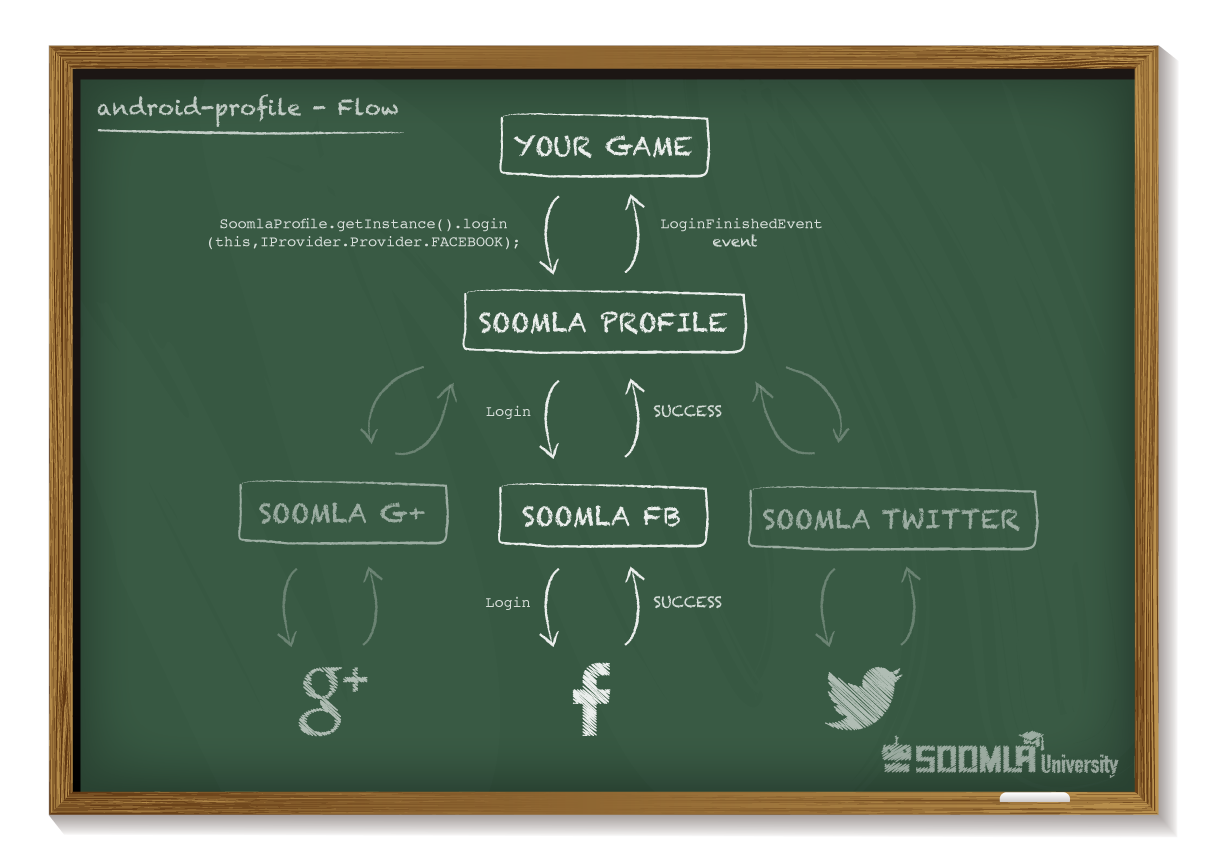 android-profile - Flow
YOUR GAME
SoomlaProfile.getInstance().login
(this,IProvider.Provider.FACEBOOK);
LoginFinishedEvent
event
SOOMLA PROFILE
Login
SUCCESS
SOOMLA G+
SOOMLA FB
SOOMLA TWITTER
Login
SUCCESS
g+
f
SOOMLA University